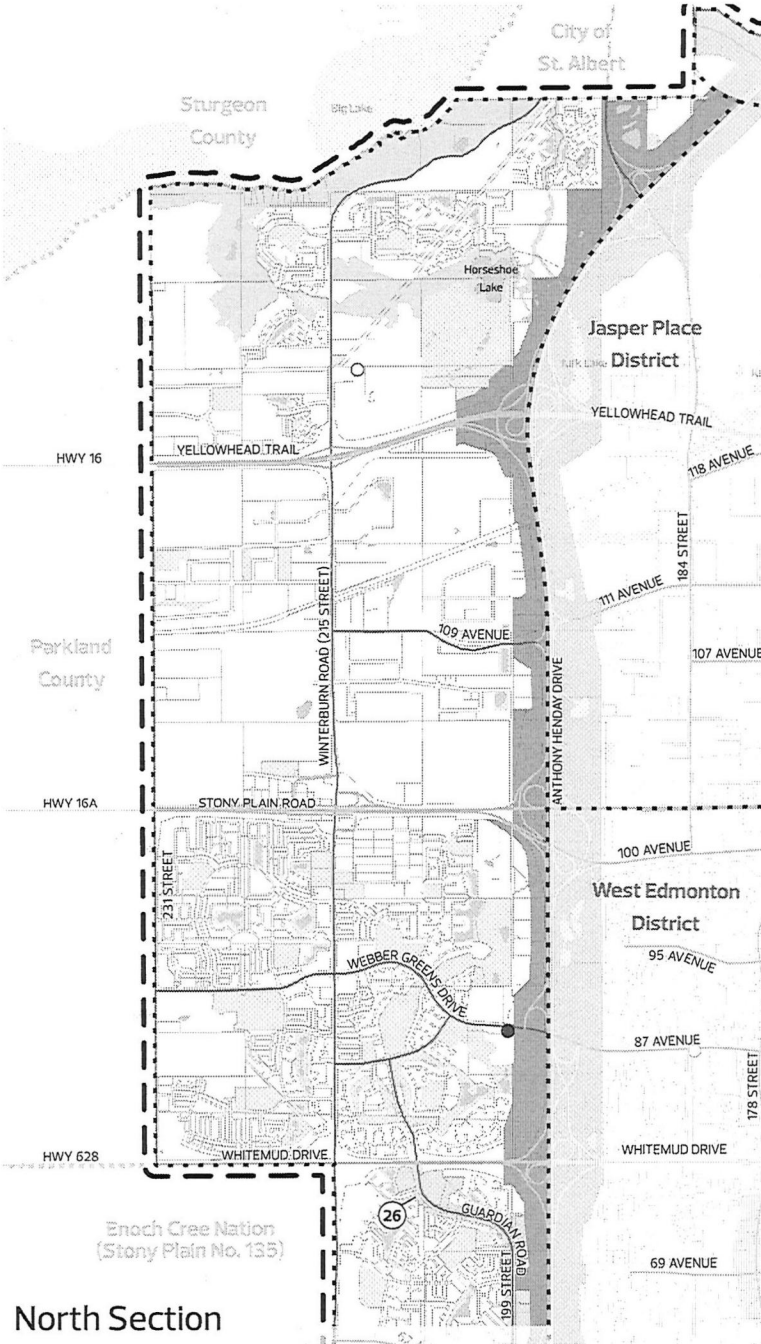 City of
St. Albert
Sturgeon
County
Big Lake
Horseshoe
Lake
Jasper Place
District
YELLOWHEAD TRAIL
HWY 16
YELLOWHEAD TRAIL
118 AVENUE
184 STREET
WINTERBURN ROAD (215 STREET)
111 AVENUE
109 AVENUE
Parkland
County
107 AVENUE
ANTHONY HENDAY DRIVE
HWY 16A
STONY PLAIN ROAD
100 AVENUE
231 STREET
West Edmonton
District
95 AVENUE
WEBBER GREENS DRIVE
87 AVENUE
178 STREET
HWY 628
WHITEMUD DRIVE
WHITEMUD DRIVE
26
GUARDIAN ROAD
Enoch Cree Nation
(Stony Plain No. 135)
199 STREET
69 AVENUE
North Section